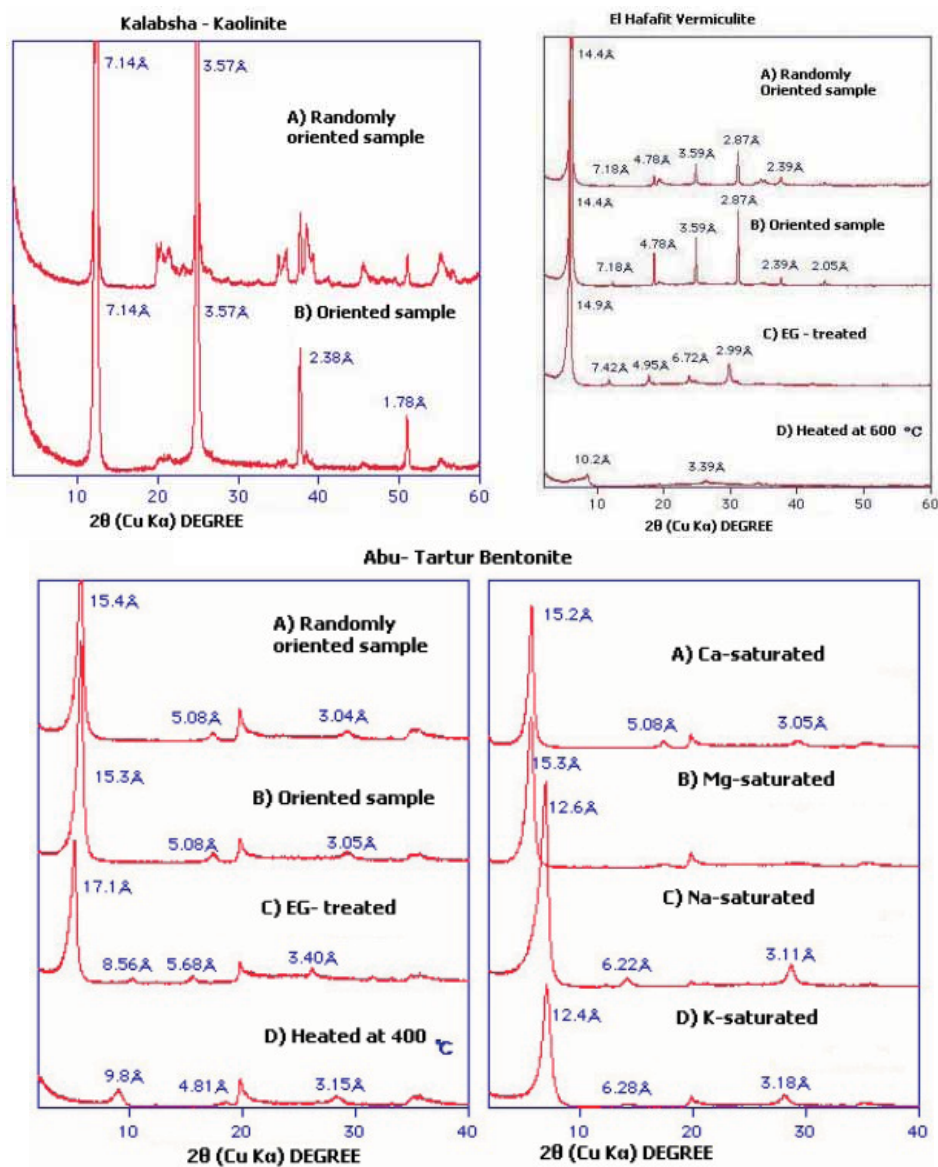 Kalabsha - Kaolinite
7.14Å
3.57Å
A) Randomly
oriented sample
7.14Å
3.57Å
B) Oriented sample
2.38Å
1.78Å
10 20 30 40 50 60
2θ (Cu Kα) DEGREE
El Hafafit Vermiculite
14.4Å
A) Randomly
Oriented sample
7.18Å
4.78Å
3.59Å
2.87Å
2.39Å
14.4Å
B) Oriented sample
7.18Å
4.78Å
3.59Å
2.87Å
2.39Å
2.05Å
14.9Å
C) EG - treated
7.42Å
4.95Å
6.72Å
2.99Å
D) Heated at 600 °C
10.2Å
3.39Å
10 20 30 40 50 60
2θ (Cu Kα) DEGREE
Abu- Tartur Bentonite
15.4Å
A) Randomly
oriented sample
5.08Å
3.04Å
15.3Å
B) Oriented sample
5.08Å
3.05Å
17.1Å
C) EG- treated
8.56Å
5.68Å
3.40Å
D) Heated at 400 °C
9.8Å
4.81Å
3.15Å
10 20 30 40
2θ (Cu Kα) DEGREE
15.2Å
A) Ca-saturated
5.08Å
3.05Å
15.3Å
B) Mg-saturated
12.6Å
C) Na-saturated
6.22Å
3.11Å
12.4Å
D) K-saturated
6.28Å
3.18Å
10 20 30 40
2θ (Cu Kα) DEGREE